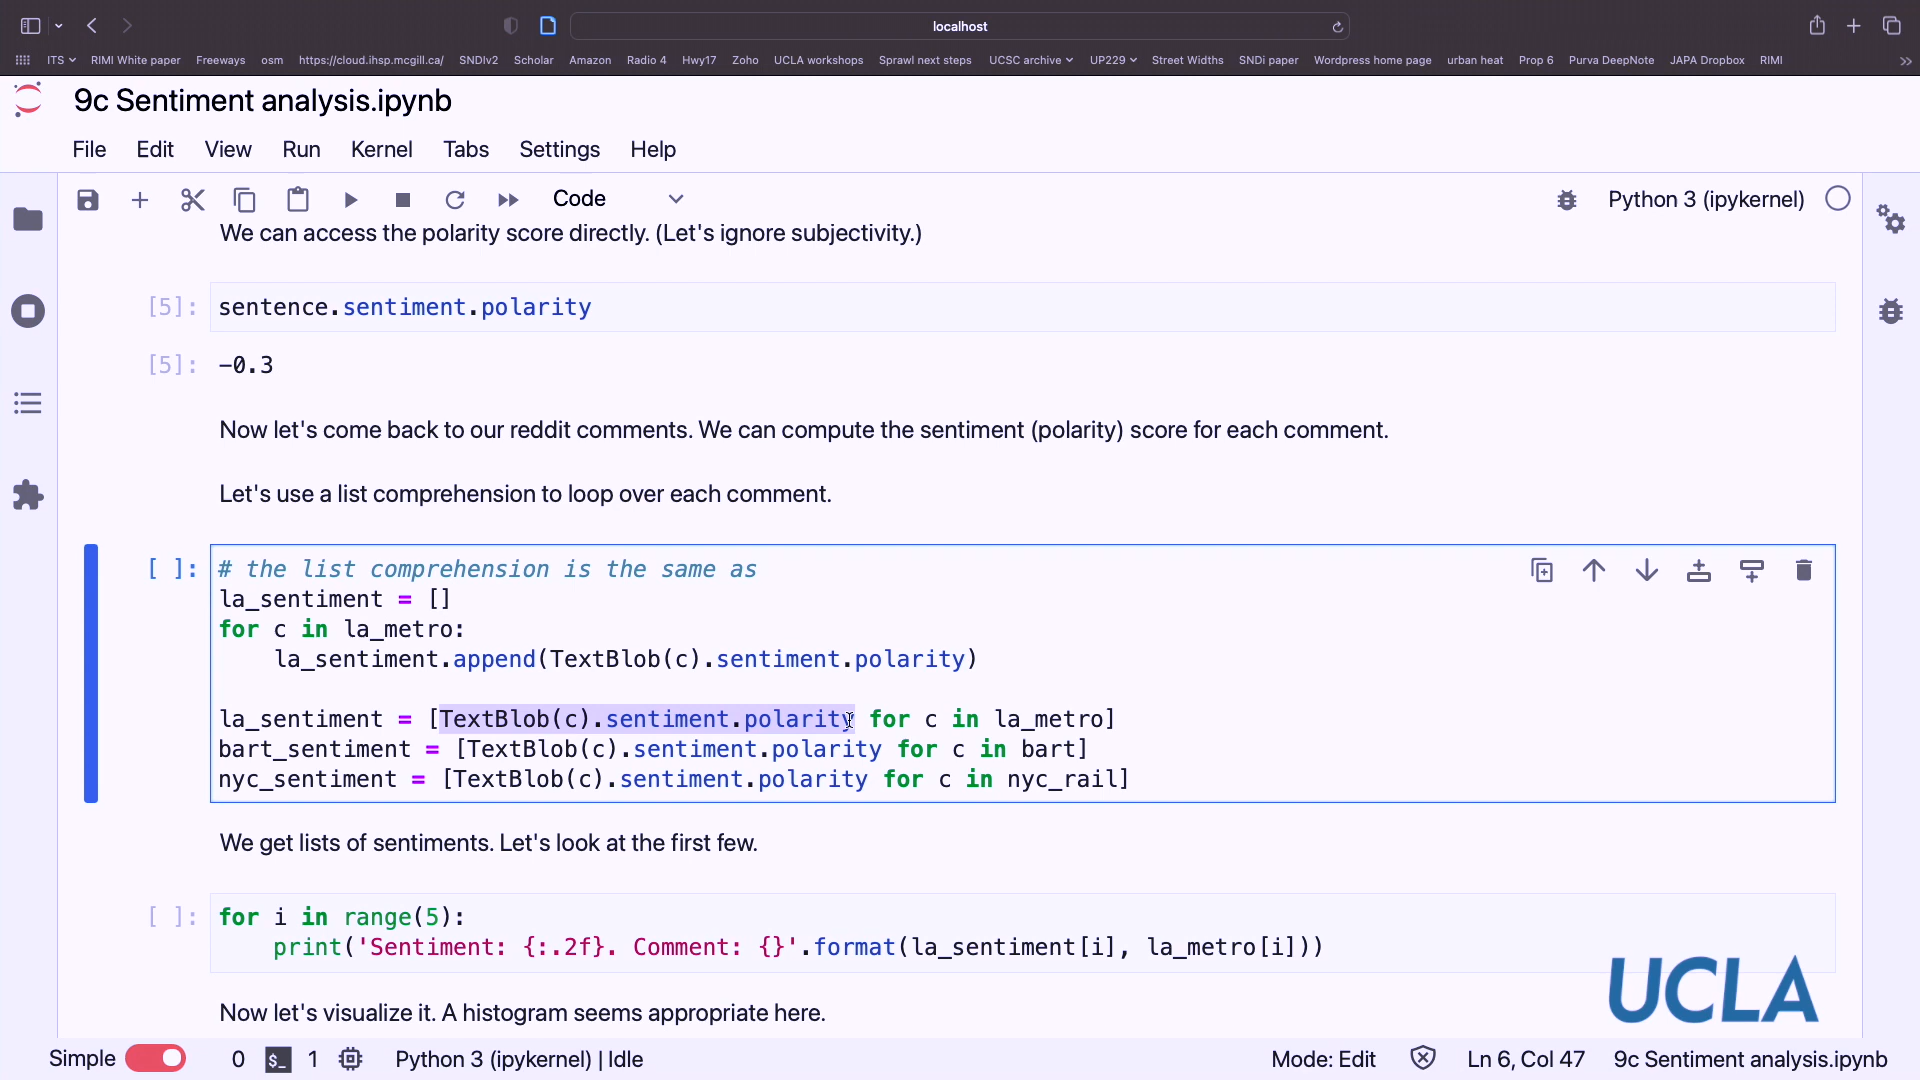 localhost
ITS RIMI White paper Freeways osm https://cloud.ihsp.mcgill.ca/ SNDIv2 Scholar Amazon Radio 4 Hwy17 Zoho UCLA workshops Sprawl next steps UCSC archive UP229 Street Widths SNDi paper Wordpress home page urban heat Prop 6 Purva DeepNote JAPA Dropbox RIMI
9c Sentiment analysis.ipynb
File Edit View Run Kernel Tabs Settings Help
Code Python 3 (ipykernel)
We can access the polarity score directly. (Let's ignore subjectivity.)
[5]: sentence.sentiment.polarity
[5]: -0.3
Now let's come back to our reddit comments. We can compute the sentiment (polarity) score for each comment.
Let's use a list comprehension to loop over each comment.
[ ]: # the list comprehension is the same as
la_sentiment = []
for c in la_metro:
    la_sentiment.append(TextBlob(c).sentiment.polarity)
la_sentiment = [TextBlob(c).sentiment.polarity for c in la_metro]
bart_sentiment = [TextBlob(c).sentiment.polarity for c in bart]
nyc_sentiment = [TextBlob(c).sentiment.polarity for c in nyc_rail]
We get lists of sentiments. Let's look at the first few.
[ ]: for i in range(5):
    print('Sentiment: {:.2f}. Comment: {}'.format(la_sentiment[i], la_metro[i]))
UCLA
Now let's visualize it. A histogram seems appropriate here.
Simple 0 $_ 1 Python 3 (ipykernel) | Idle Mode: Edit Ln 6, Col 47 9c Sentiment analysis.ipynb